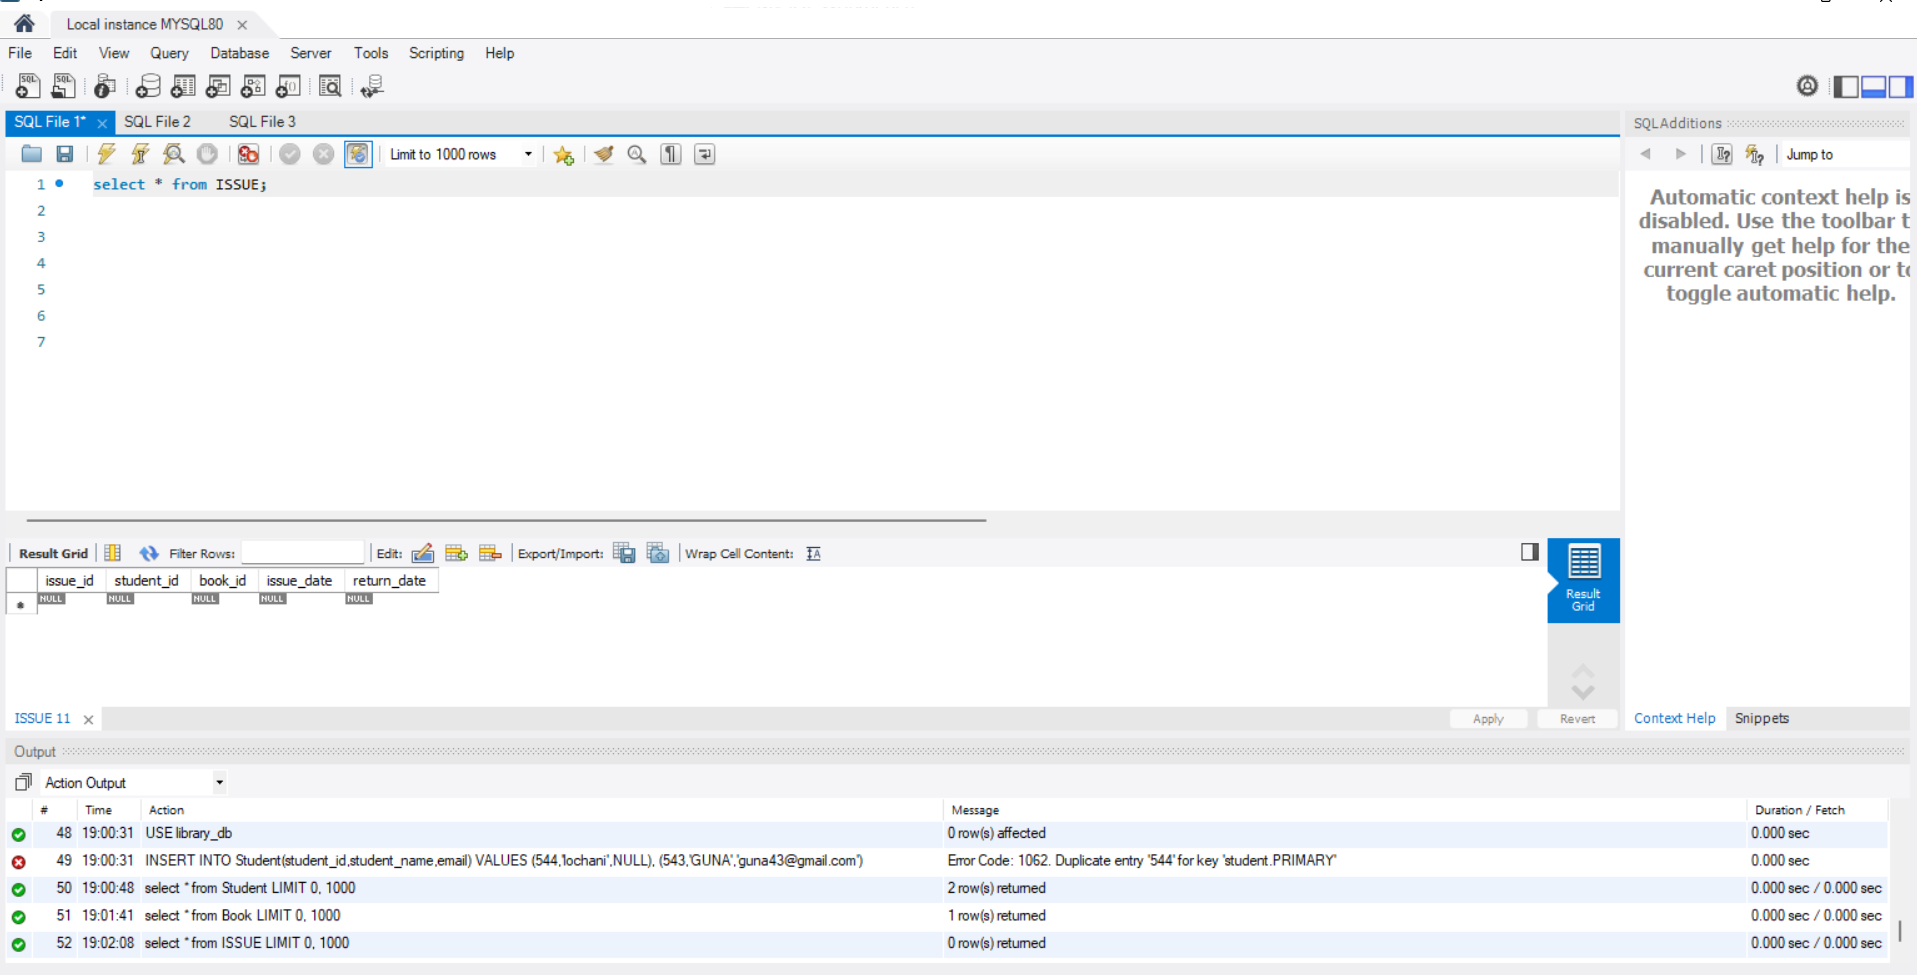 Local instance MYSQL80
File Edit View Query Database Server Tools Scripting Help
SQL File 1* SQL File 2 SQL File 3
SQLAdditions
Limit to 1000 rows
Jump to
1 select * from ISSUE;
2
3
4
5
6
7
Automatic context help is
disabled. Use the toolbar t
manually get help for the
current caret position or to
toggle automatic help.
Result Grid Filter Rows: Edit: Export/Import: Wrap Cell Content:
issue_id student_id book_id issue_date return_date
NULL NULL NULL NULL NULL
Result
Grid
ISSUE 11 Apply Revert
Context Help Snippets
Output
Action Output
# Time Action Message Duration / Fetch
48 19:00:31 USE library_db 0 row(s) affected 0.000 sec
49 19:00:31 INSERT INTO Student(student_id,student_name,email) VALUES (544,'lochani',NULL), (543,'GUNA','guna43@gmail.com') Error Code: 1062. Duplicate entry '544' for key 'student.PRIMARY' 0.000 sec
50 19:00:48 select * from Student LIMIT 0, 1000 2 row(s) returned 0.000 sec / 0.000 sec
51 19:01:41 select * from Book LIMIT 0, 1000 1 row(s) returned 0.000 sec / 0.000 sec
52 19:02:08 select * from ISSUE LIMIT 0, 1000 0 row(s) returned 0.000 sec / 0.000 sec